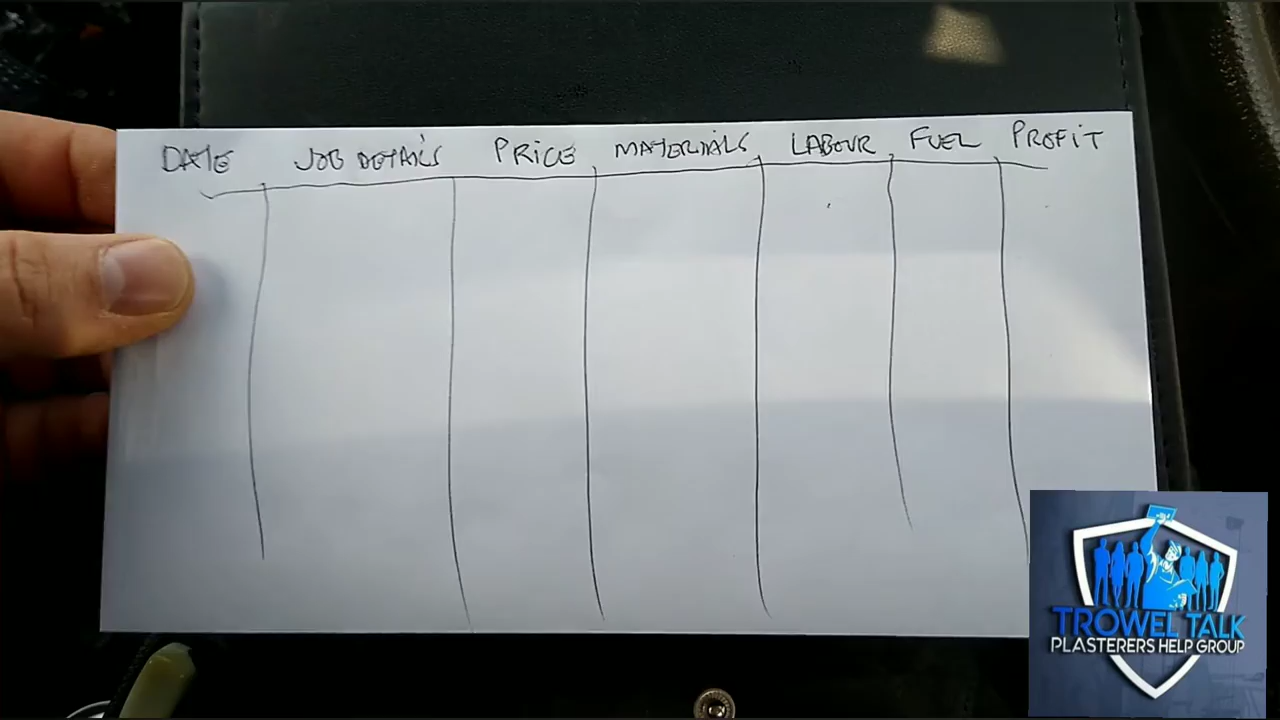 DATE JOB DETAILS PRICE MATERIALS LABOUR FUEL PROFIT
TROWEL TALK
PLASTERERS HELP GROUP